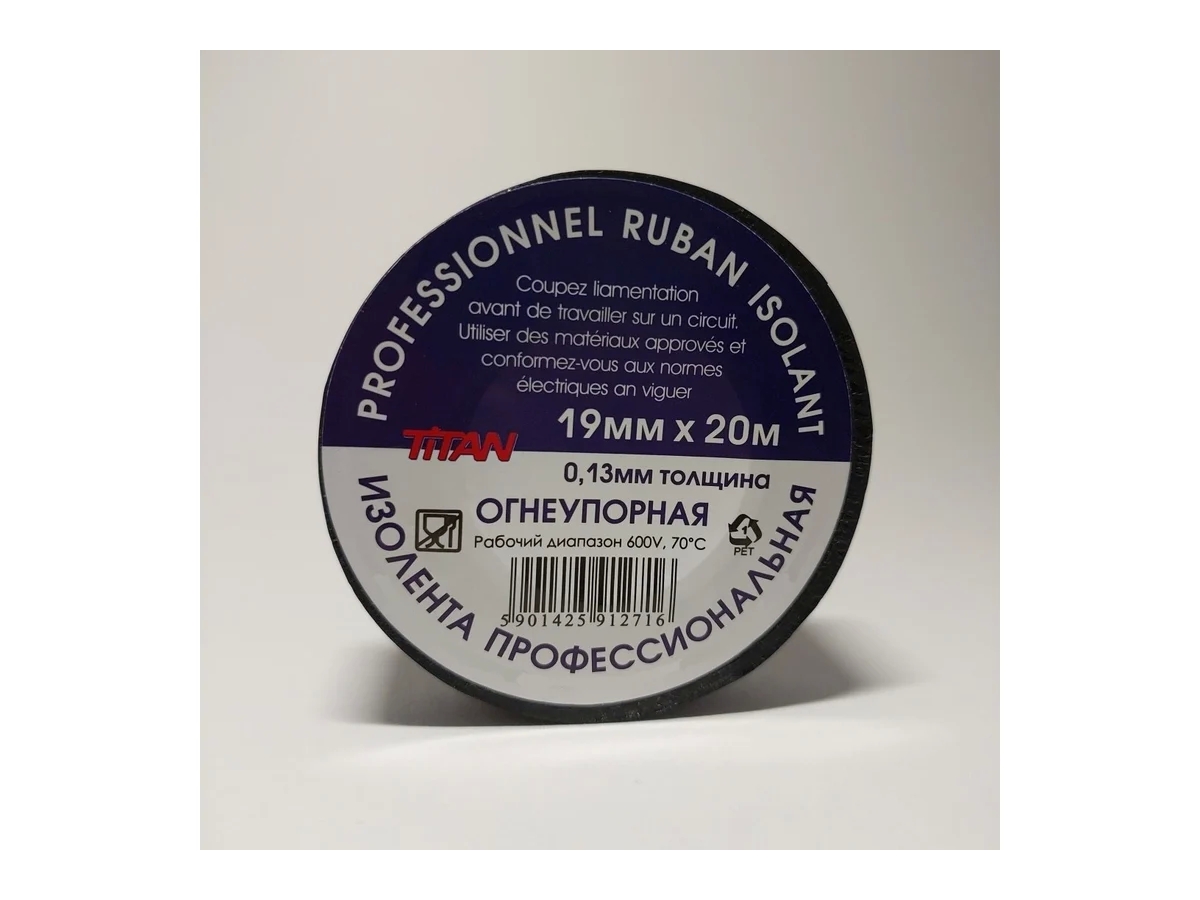 PROFESSIONNEL RUBAN ISOLANT
Coupez liamentation
avant de travailler sur un circuit.
Utiliser des matériaux approvés et
conformez-vous aux normes
électriques an viguer
19мм х 20м
TITAN
0,13мм толщина
ОГНЕУПОРНАЯ
Рабочий диапазон 600V, 70°C
1
PET
5 901425 912716
ИЗОЛЕНТА ПРОФЕССИОНАЛЬНАЯ